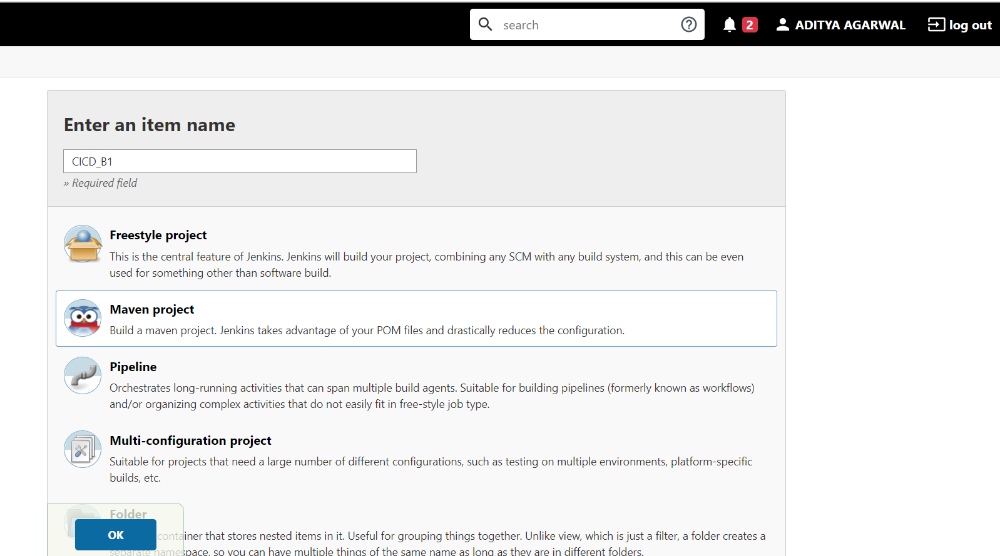 search
2
ADITYA AGARWAL
log out
Enter an item name
CICD_B1
» Required field
Freestyle project
This is the central feature of Jenkins. Jenkins will build your project, combining any SCM with any build system, and this can be even
used for something other than software build.
Maven project
Build a maven project. Jenkins takes advantage of your POM files and drastically reduces the configuration.
Pipeline
Orchestrates long-running activities that can span multiple build agents. Suitable for building pipelines (formerly known as workflows)
and/or organizing complex activities that do not easily fit in free-style job type.
Multi-configuration project
Suitable for projects that need a large number of different configurations, such as testing on multiple environments, platform-specific
builds, etc.
Folder
OK
container that stores nested items in it. Useful for grouping things together. Unlike view, which is just a filter, a folder creates a
separate namespace, so you can have multiple things of the same name as long as they are in different folders.